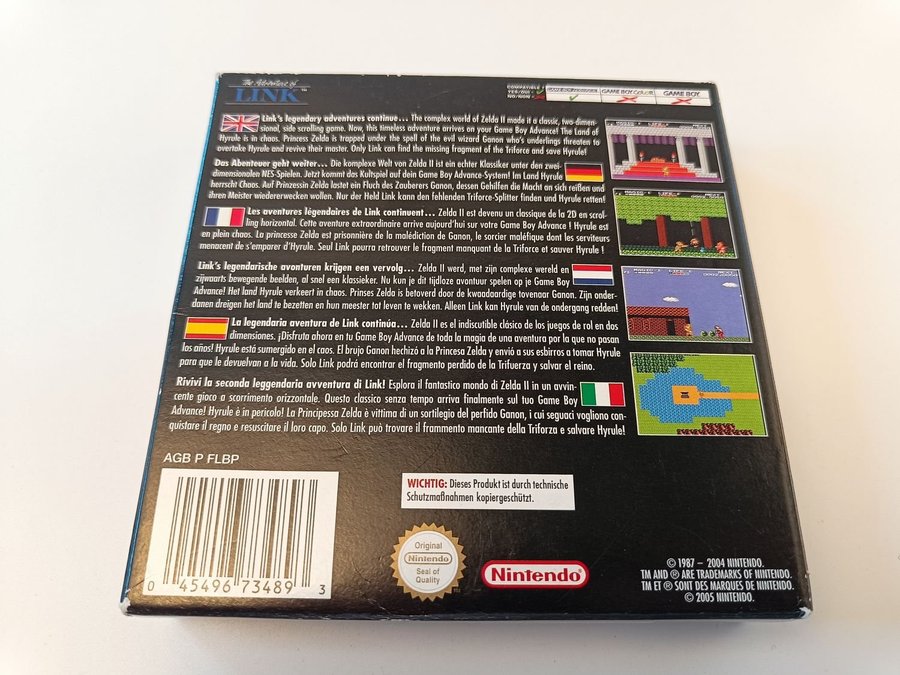 The Adventure of
LINK™
COMPATIBLE
YES/OUI
NO/NON
GAME BOY ADVANCE
GAME BOY COLOR
GAME BOY
Link's legendary adventures continue... The complex world of Zelda II made it a classic, two-dimen-
sional, side scrolling game. Now, this timeless adventure arrives on your Game Boy Advance! The Land of
Hyrule is in chaos. Princess Zelda is trapped under the spell of the evil wizard Ganon who's underlings threaten to
overtake Hyrule and revive their master. Only Link can find the missing fragment of the Triforce and save Hyrule!
Das Abenteuer geht weiter... Die komplexe Welt von Zelda II ist ein echter Klassiker unter den zwei-
dimensionalen NES-Spielen. Jetzt kommt das Kultspiel auf dein Game Boy Advance-System! Im Land Hyrule
herrscht Chaos. Auf Prinzessin Zelda lastet ein Fluch des Zauberers Ganon, dessen Gehilfen die Macht an sich reißen und
ihren Meister wiedererwecken wollen. Nur der Held Link kann den fehlenden Triforce-Splitter finden und Hyrule retten!
Les aventures légendaires de Link continuent... Zelda II est devenu un classique de la 2D en scrol-
ling horizontal. Cette aventure extraordinaire arrive aujourd'hui sur votre Game Boy Advance ! Hyrule est
en plein chaos. La princesse Zelda est prisonnière de la malédiction de Ganon, le sorcier maléfique dont les serviteurs
menacent de s'emparer d'Hyrule. Seul Link pourra retrouver le fragment manquant de la Triforce et sauver Hyrule !
Link's legendarische avonturen krijgen een vervolg... Zelda II werd, met zijn complexe wereld en
zijwaarts bewegende beelden, al snel een klassieker. Nu kun je dit tijdloze avontuur spelen op je Game Boy
Advance! Het land Hyrule verkeert in chaos. Prinses Zelda is betoverd door de kwaadaardige tovenaar Ganon. Zijn onder-
danen dreigen het land te bezetten en hun meester tot leven te wekken. Alleen Link kan Hyrule van de ondergang redden!
La legendaria aventura de Link continúa... Zelda II es el indiscutible clásico de los juegos de rol en dos
dimensiones. ¡Disfruta ahora en tu Game Boy Advance de toda la magia de una aventura por la que no pasan
los años! Hyrule está sumergido en el caos. El brujo Ganon hechizó a la Princesa Zelda y envió a sus esbirros a tomar Hyrule
para que le devuelvan a la vida. Solo Link podrá encontrar el fragmento perdido de la Trifuerza y salvar el reino.
Rivivi la seconda leggendaria avventura di Link! Esplora il fantastico mondo di Zelda II in un avvin-
cente gioco a scorrimento orizzontale. Questo classico senza tempo arriva finalmente sul tuo Game Boy
Advance! Hyrule è in pericolo! La Principessa Zelda è vittima di un sortilegio del perfido Ganon, i cui seguaci vogliono con-
quistare il regno e resuscitare il loro capo. Solo Link può trovare il frammento mancante della Triforza e salvare Hyrule!
AGB P FLBP
WICHTIG: Dieses Produkt ist durch technische
Schutzmaßnahmen kopiergeschützt.
0 45496 73489 3
Original
Nintendo
Seal of
Quality
Nintendo®
© 1987 – 2004 NINTENDO.
TM AND ® ARE TRADEMARKS OF NINTENDO.
TM ET ® SONT DES MARQUES DE NINTENDO.
© 2005 NINTENDO.